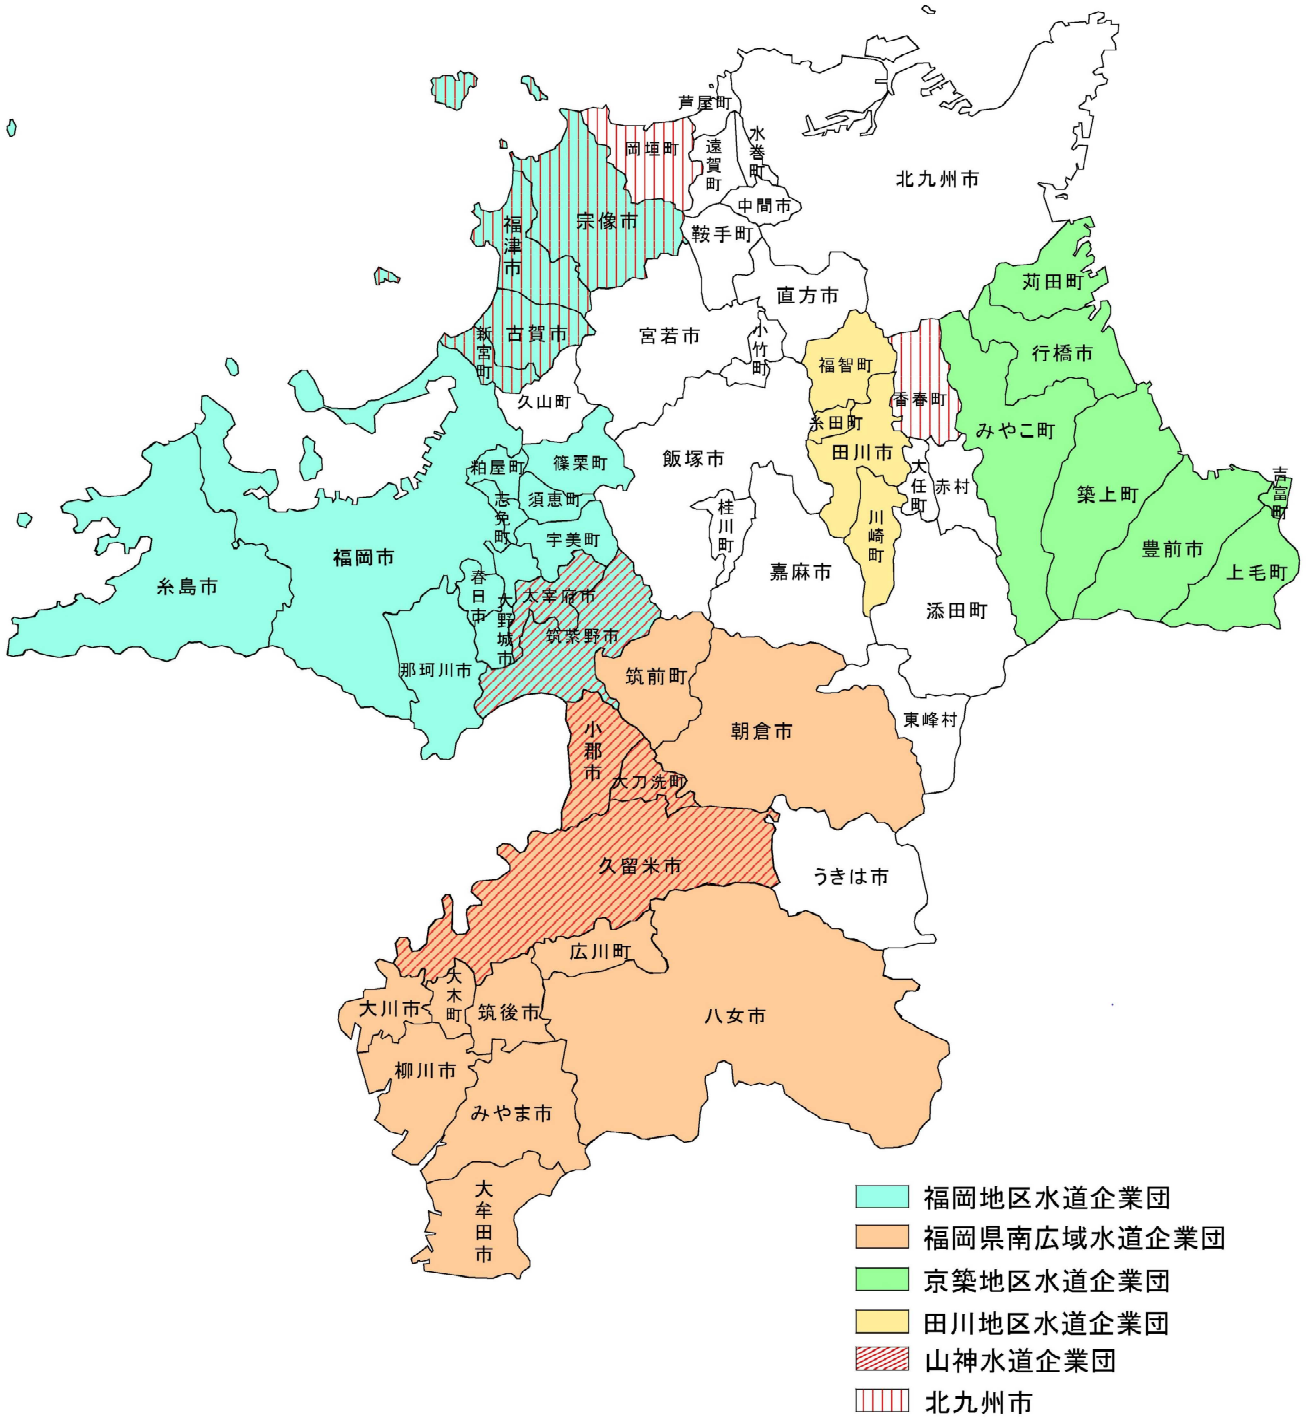 芦屋町
水巻町
遠賀町
岡垣町
北九州市
中間市
宗像市
福津市
鞍手町
苅田町
直方市
古賀市
新宮町
宮若市
小竹町
行橋市
福智町
久山町
香春町
糸田町
みやこ町
田川市
飯塚市
篠栗町
粕屋町
大任町
赤村
須恵町
志免町
築上町
吉富町
桂川町
川崎町
宇美町
福岡市
豊前市
嘉麻市
上毛町
糸島市
春日市
太宰府市
大野城市
添田町
筑紫野市
那珂川市
筑前町
東峰村
朝倉市
小郡市
大刀洗町
久留米市
うきは市
広川町
大木町
大川市
筑後市
八女市
柳川市
みやま市
大牟田市
福岡地区水道企業団
福岡県南広域水道企業団
京築地区水道企業団
田川地区水道企業団
山神水道企業団
北九州市